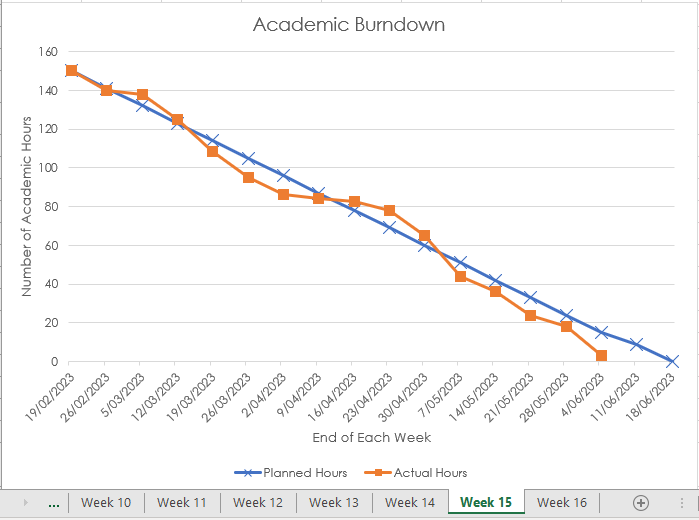 Academic Burndown
160
140
120
100
80
60
40
20
0
Number of Academic Hours
19/02/2023 26/02/2023 5/03/2023 12/03/2023 19/03/2023 26/03/2023 2/04/2023 9/04/2023 16/04/2023 23/04/2023 30/04/2023 7/05/2023 14/05/2023 21/05/2023 28/05/2023 4/06/2023 11/06/2023 18/06/2023
End of Each Week
Planned Hours Actual Hours
... Week 10 Week 11 Week 12 Week 13 Week 14 Week 15 Week 16